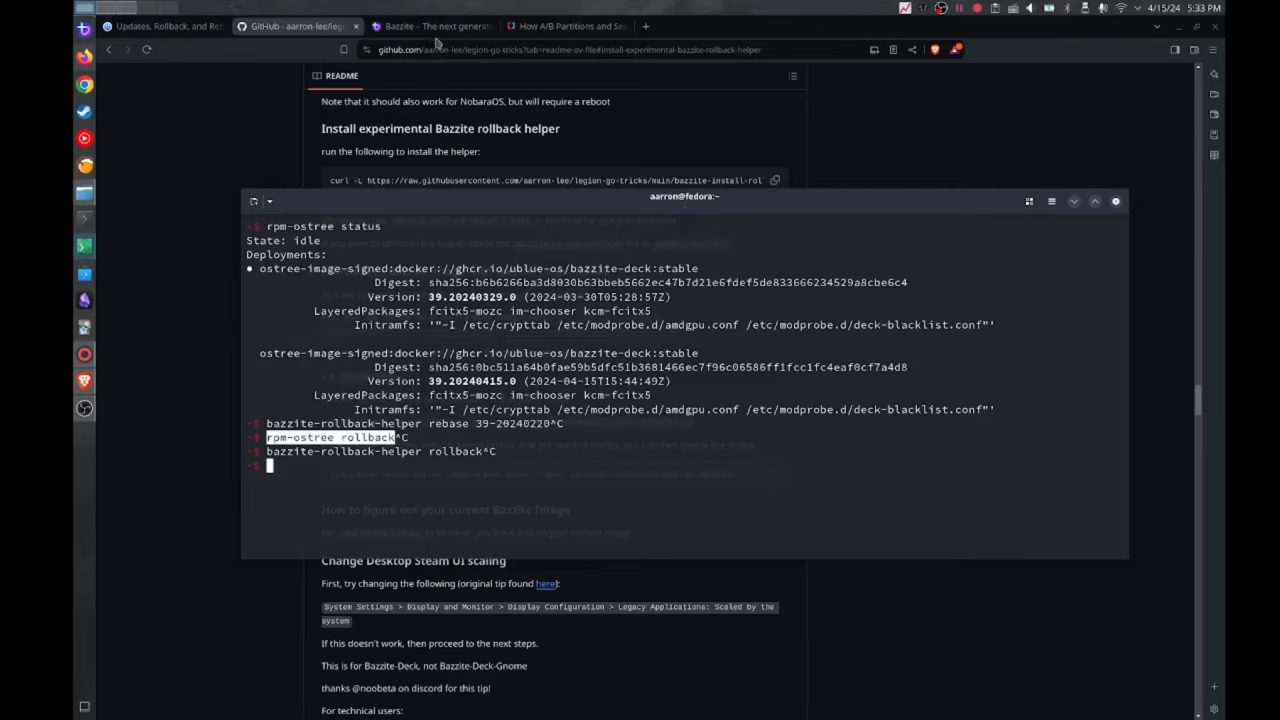 4/15/24 5:33 PM
Updates, Rollback, and Reb
GitHub - aarron-lee/legio
Bazzite – The next generat
How A/B Partitions and Sea
github.com/aarron-lee/legion-go-tricks?tab=readme-ov-file#install-experimental-bazzite-rollback-helper
README
Note that it should also work for NobaraOS, but will require a reboot
Install experimental Bazzite rollback helper
run the following to install the helper:
curl -L https://raw.githubusercontent.com/aarron-lee/legion-go-tricks/main/bazzite-install-rol
aarron@fedora:~
~$ rpm-ostree status
State: idle
Deployments:
● ostree-image-signed:docker://ghcr.io/ublue-os/bazzite-deck:stable
Digest: sha256:b6b6266ba3d8030b63bbeb5662ec47b7d21e6fdef5de833666234529a8cbe6c4
Version: 39.20240329.0 (2024-03-30T05:28:57Z)
LayeredPackages: fcitx5-mozc im-chooser kcm-fcitx5
Initramfs: '"-I /etc/crypttab /etc/modprobe.d/amdgpu.conf /etc/modprobe.d/deck-blacklist.conf"'
ostree-image-signed:docker://ghcr.io/ublue-os/bazzite-deck:stable
Digest: sha256:0bc511a64b0fae59b5dfc51b3681466ec7f96c06586ff1fcc1fc4eaf0cf7a4d8
Version: 39.20240415.0 (2024-04-15T15:44:49Z)
LayeredPackages: fcitx5-mozc im-chooser kcm-fcitx5
Initramfs: '"-I /etc/crypttab /etc/modprobe.d/amdgpu.conf /etc/modprobe.d/deck-blacklist.conf"'
~$ bazzite-rollback-helper rebase 39-20240220^C
~$ rpm-ostree rollback^C
~$ bazzite-rollback-helper rollback^C
~$
How to figure out your current Bazzite Image
Change Desktop Steam UI scaling
First, try changing the following (original tip found here):
System Settings > Display and Monitor > Display Configuration > Legacy Applications: Scaled by the
system
If this doesn't work, then proceed to the next steps.
This is for Bazzite-Deck, not Bazzite-Deck-Gnome
thanks @noobeta on discord for this tip!
For technical users: